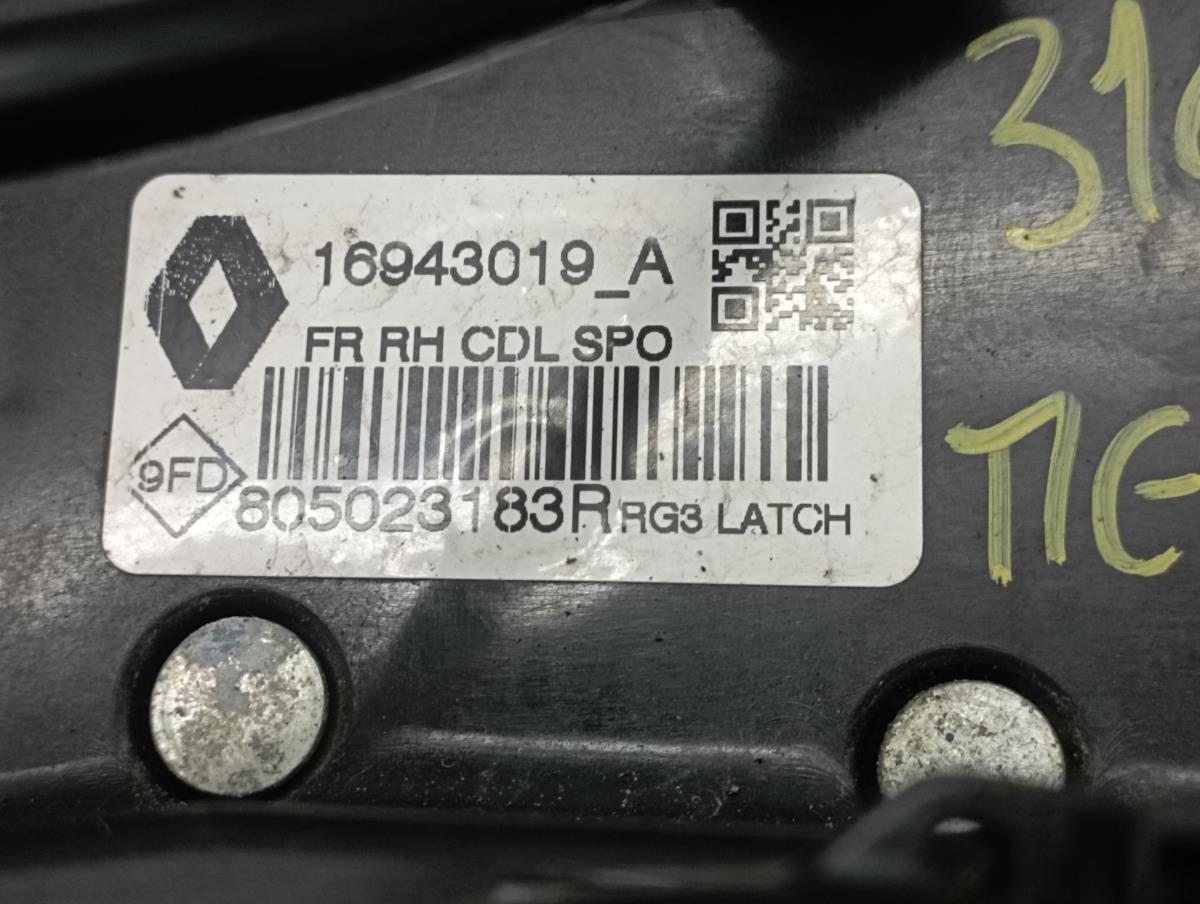 16943019_A
FR RH CDL SPO
9FD
805023183R RG3 LATCH